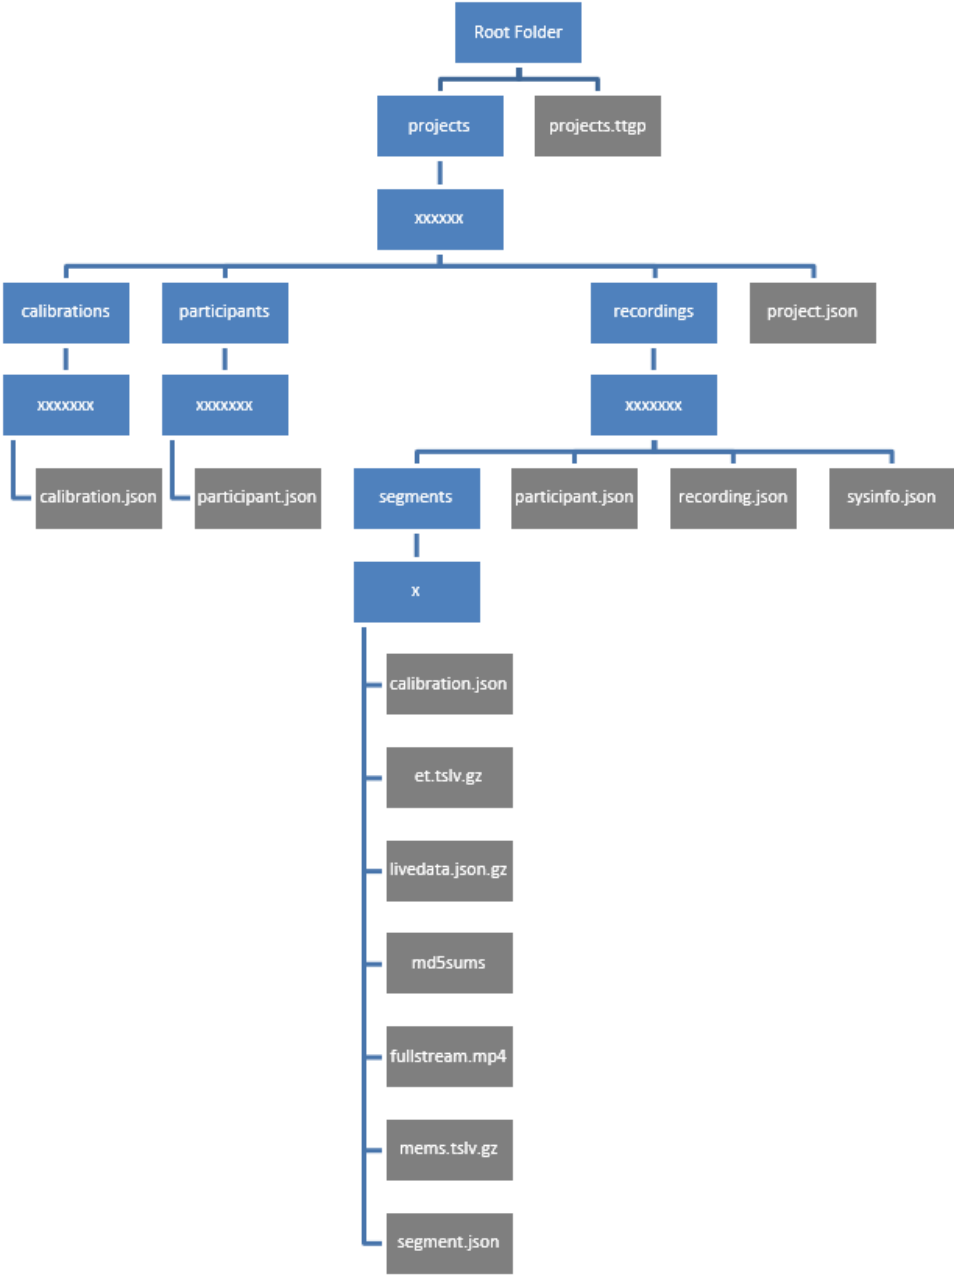 Root Folder
projects
projects.ttgp
xxxxxx
calibrations
participants
recordings
project.json
xxxxxxx
xxxxxxx
xxxxxxx
calibration.json
participant.json
segments
participant.json
recording.json
sysinfo.json
x
calibration.json
et.tslv.gz
livedata.json.gz
md5sums
fullstream.mp4
mems.tslv.gz
segment.json